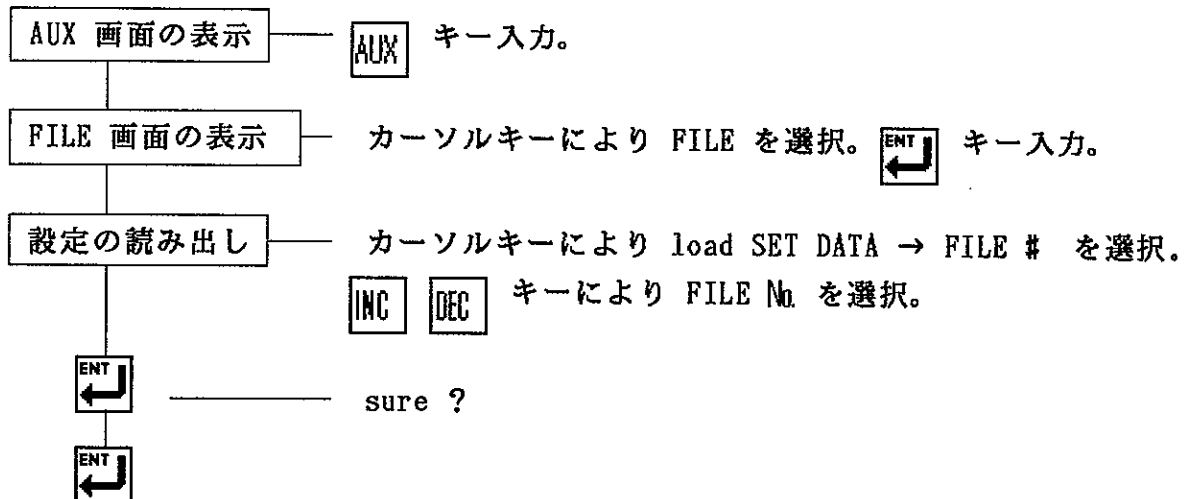 AUX 画面の表示 AUX キー入力。
FILE 画面の表示 カーソルキーにより FILE を選択。 ENT キー入力。
設定の読み出し カーソルキーにより load SET DATA → FILE # を選択。
INC DEC キーにより FILE № を選択。
ENT sure ?
ENT